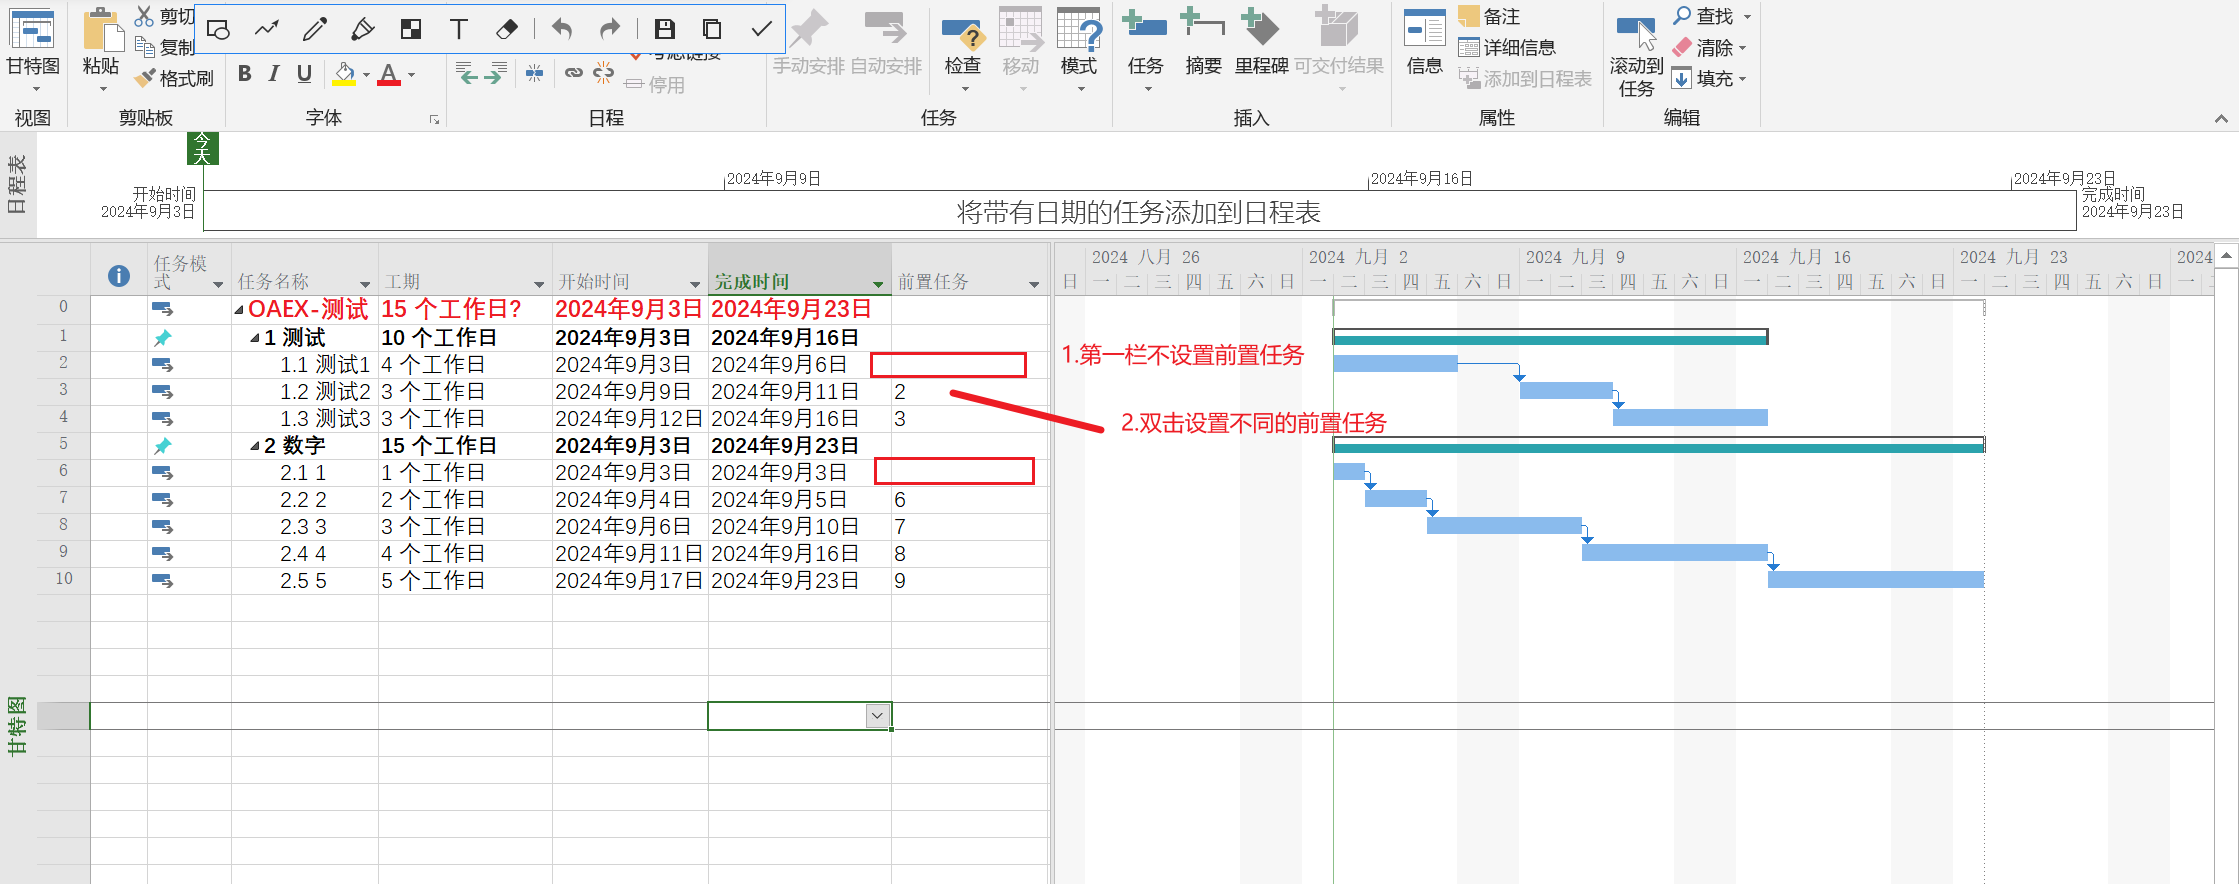 甘特图
粘贴
剪切
复制
格式刷
B I U A
停用
手动安排 自动安排
检查 移动 模式
任务 摘要 里程碑 可交付结果
信息
备注
详细信息
添加到日程表
滚动到
任务
查找
清除
填充
视图 剪贴板 字体 日程 任务 插入 属性 编辑
日程表
今天
开始时间
2024年9月3日
2024年9月9日
2024年9月16日
2024年9月23日
完成时间
2024年9月23日
将带有日期的任务添加到日程表
任务模式 任务名称 工期 开始时间 完成时间 前置任务
2024 八月 26 2024 九月 2 2024 九月 9 2024 九月 16 2024 九月 23 2024
日 一 二 三 四 五 六 日 一 二 三 四 五 六 日 一 二 三 四 五 六 日 一 二 三 四 五 六 日 一 二 三 四 五 六 日 一
0 OAEX-测试 15 个工作日? 2024年9月3日 2024年9月23日
1 1 测试 10 个工作日 2024年9月3日 2024年9月16日
2 1.1 测试1 4 个工作日 2024年9月3日 2024年9月6日
1.第一栏不设置前置任务
3 1.2 测试2 3 个工作日 2024年9月9日 2024年9月11日 2
4 1.3 测试3 3 个工作日 2024年9月12日 2024年9月16日 3
2.双击设置不同的前置任务
5 2 数字 15 个工作日 2024年9月3日 2024年9月23日
6 2.1 1 1 个工作日 2024年9月3日 2024年9月3日
7 2.2 2 2 个工作日 2024年9月4日 2024年9月5日 6
8 2.3 3 3 个工作日 2024年9月6日 2024年9月10日 7
9 2.4 4 4 个工作日 2024年9月11日 2024年9月16日 8
10 2.5 5 5 个工作日 2024年9月17日 2024年9月23日 9
甘特图